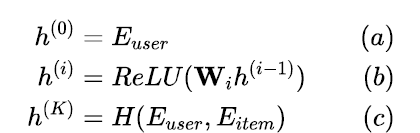 h^{(0)} = E_{user} (a)
h^{(i)} = ReLU(\mathbf{W}_i h^{(i-1)}) (b)
h^{(K)} = H(E_{user}, E_{item}) (c)